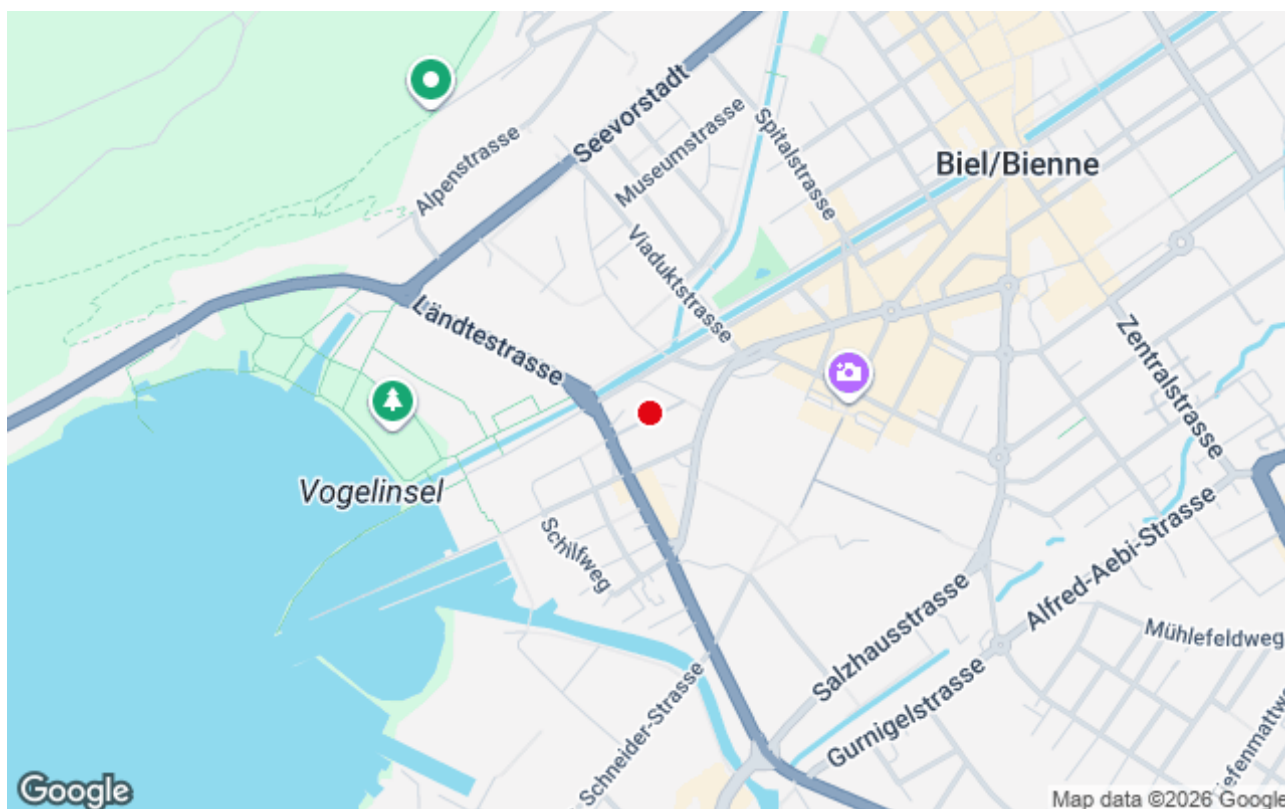 Seevorstadt
Alpenstrasse
Museumstrasse
Spitalstrasse
Biel/Bienne
Viaduktstrasse
Ländtestrasse
Zentralstrasse
Vogelinsel
Schilfweg
Alfred-Aebi-Strasse
Salzhausstrasse
Mühlefeldweg
Gurnigelstrasse
Schneider-Strasse
Google
Map data ©2026 Google